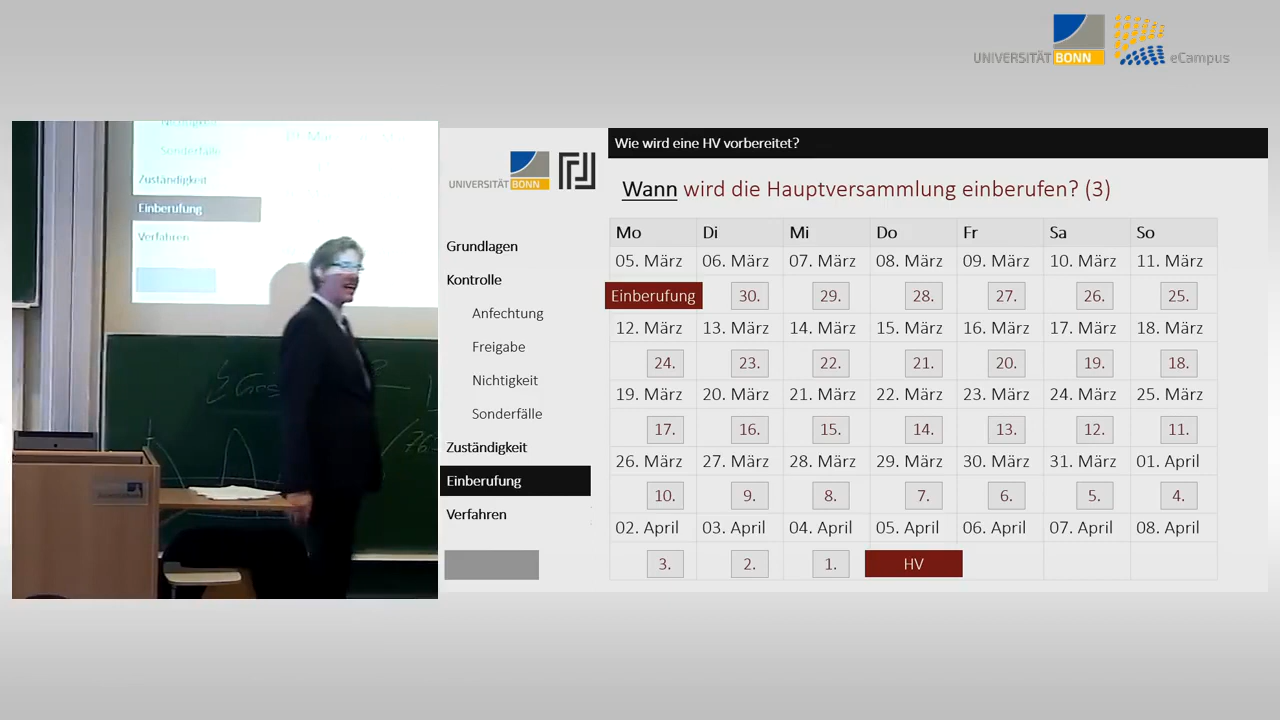 UNIVERSITÄT BONN eCampus
Nichtigkeit
Sonderfälle
Zuständigkeit
Einberufung
Verfahren
UNIVERSITÄT BONN
Grundlagen
Kontrolle
Anfechtung
Freigabe
Nichtigkeit
Sonderfälle
Zuständigkeit
Einberufung
Verfahren
Wie wird eine HV vorbereitet?
Wann wird die Hauptversammlung einberufen? (3)
Mo Di Mi Do Fr Sa So
05. März 06. März 07. März 08. März 09. März 10. März 11. März
Einberufung 30. 29. 28. 27. 26. 25.
12. März 13. März 14. März 15. März 16. März 17. März 18. März
24. 23. 22. 21. 20. 19. 18.
19. März 20. März 21. März 22. März 23. März 24. März 25. März
17. 16. 15. 14. 13. 12. 11.
26. März 27. März 28. März 29. März 30. März 31. März 01. April
10. 9. 8. 7. 6. 5. 4.
02. April 03. April 04. April 05. April 06. April 07. April 08. April
3. 2. 1. HV